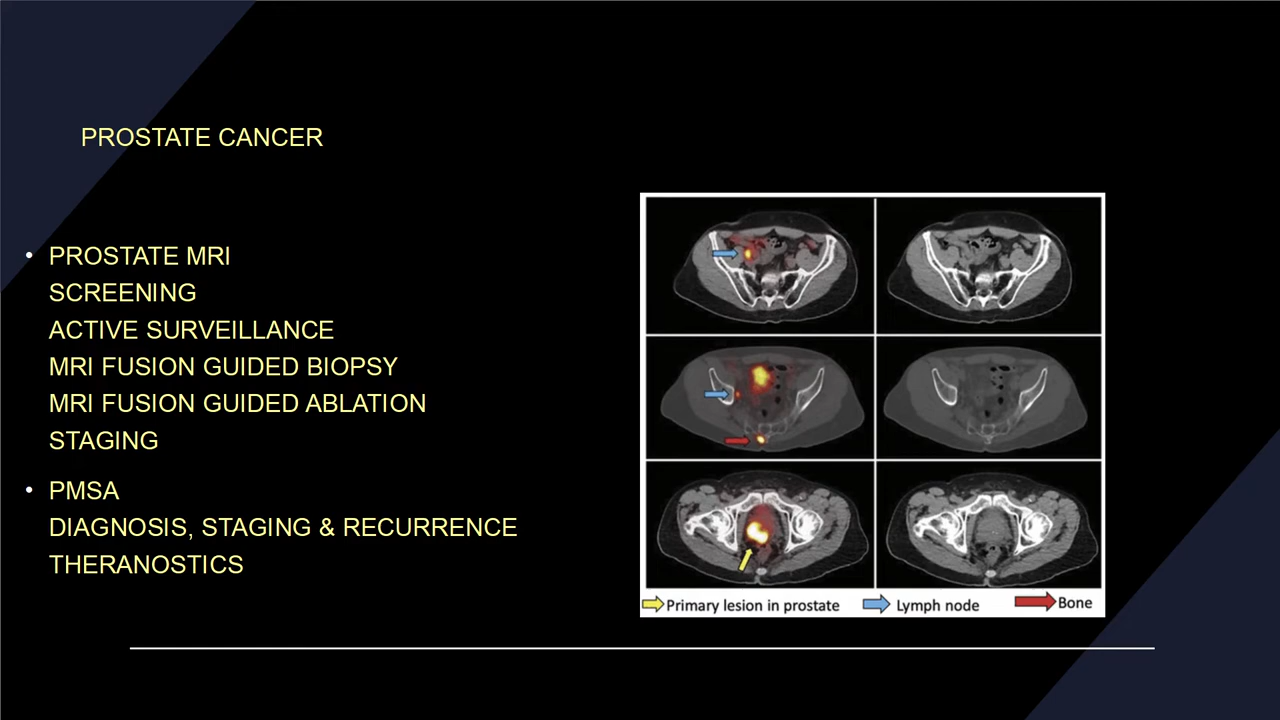 PROSTATE CANCER
• PROSTATE MRI
SCREENING
ACTIVE SURVEILLANCE
MRI FUSION GUIDED BIOPSY
MRI FUSION GUIDED ABLATION
STAGING
• PMSA
DIAGNOSIS, STAGING & RECURRENCE
THERANOSTICS
Primary lesion in prostate Lymph node Bone